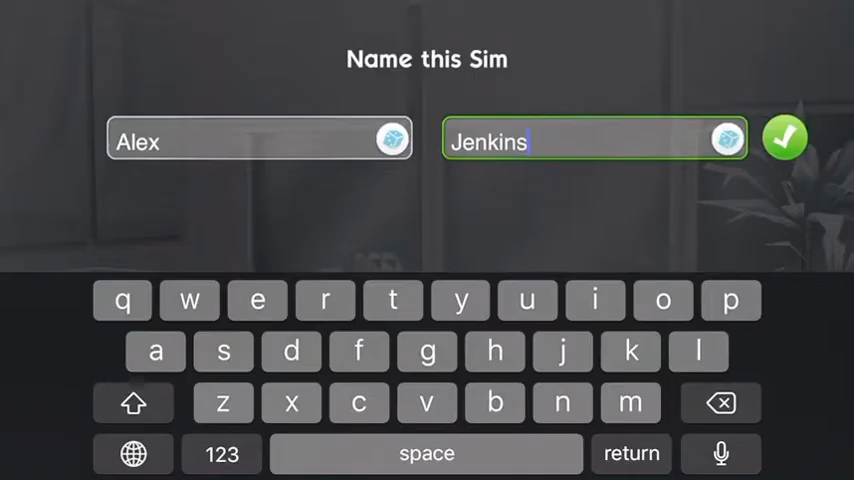 Name this Sim
Alex Jenkins
q w e r t y u i o p
a s d f g h j k l
z x c v b n m
123 space return